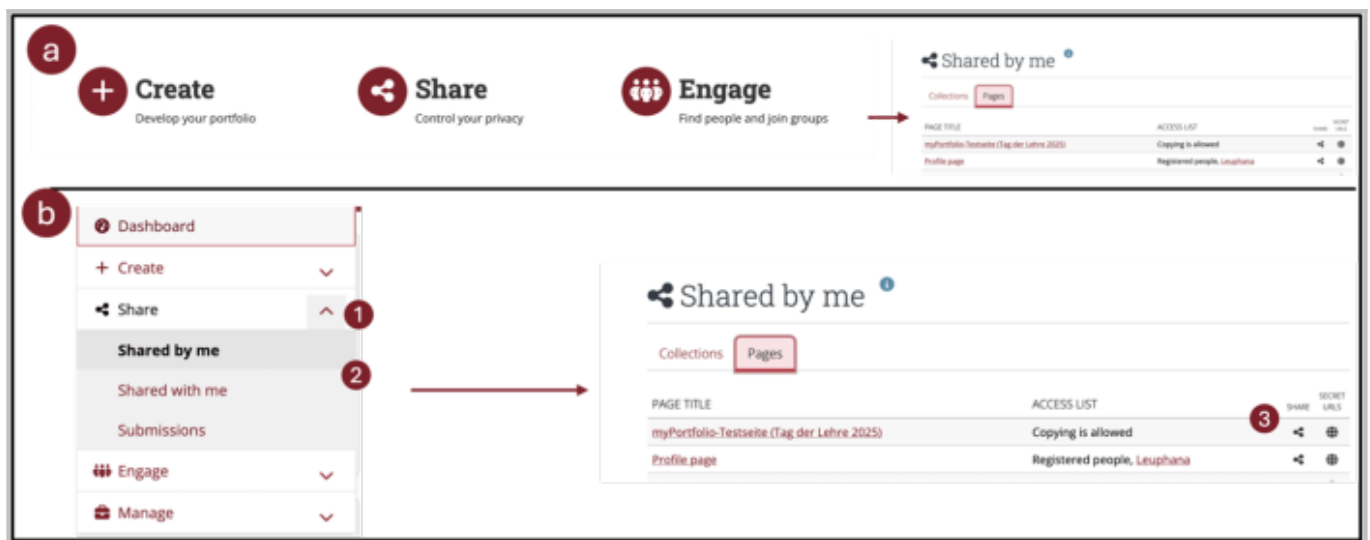 a
Create
Develop your portfolio
Share
Control your privacy
Engage
Find people and join groups
Shared by me
Collections Pages
PAGE TITLE ACCESS LIST SHARE SECRET URLS
myPortfolio-Testseite (Tag der Lehre 2025) Copying is allowed
Profile page Registered people, Leuphana
b
Dashboard
Create
Share 1
Shared by me
2
Shared with me
Submissions
Engage
Manage
Shared by me
Collections Pages
PAGE TITLE ACCESS LIST SHARE SECRET URLS
3
myPortfolio-Testseite (Tag der Lehre 2025) Copying is allowed
Profile page Registered people, Leuphana